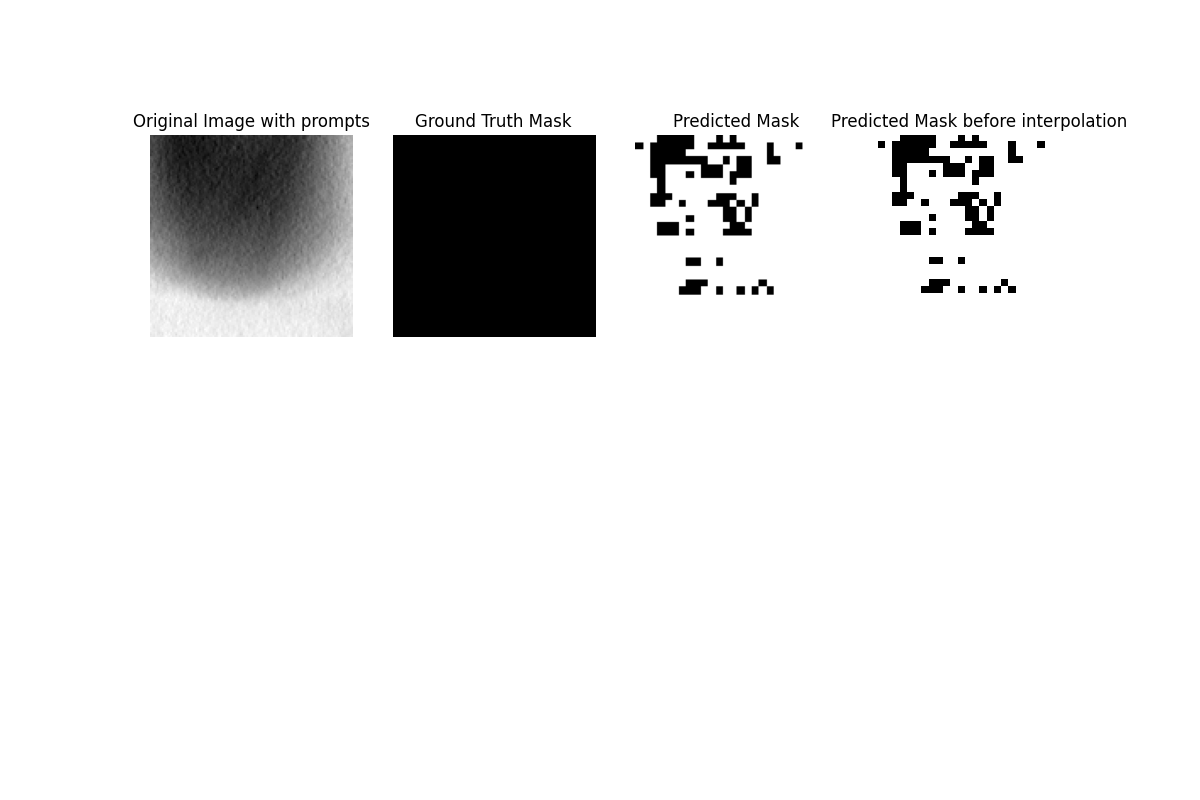 Original Image with prompts
Ground Truth Mask
Predicted Mask
Predicted Mask before interpolation